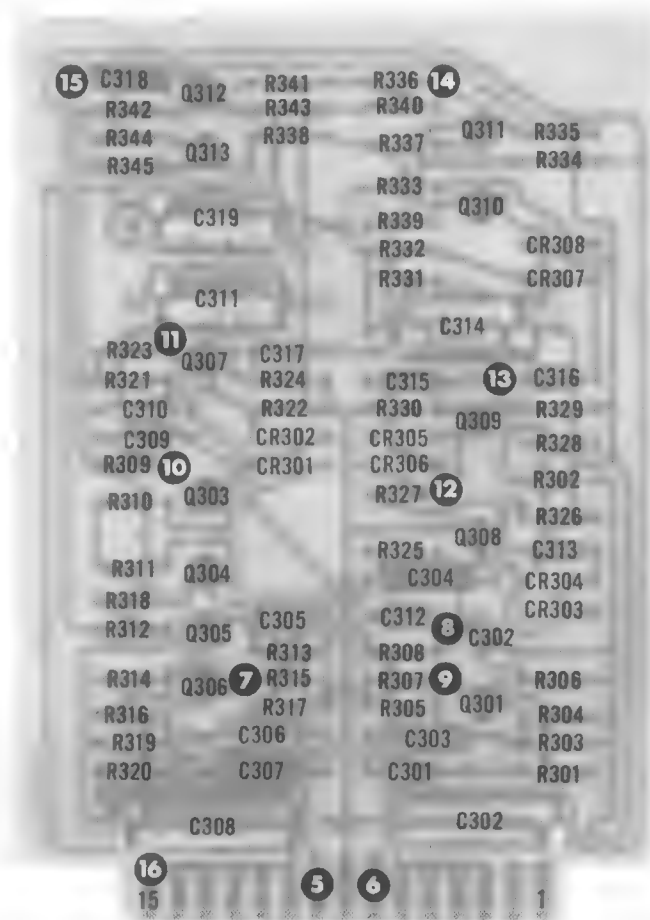 15 C318 Q312 R341 R336 14
R342 R343 R340
R344 Q313 R338 R337 Q311 R335
R345 R334
R333 Q310
C319 R339
R332 CR308
R331 CR307
C311
C314
11
R323 Q307 C317
R321 R324 C315 13 C316
C310 R322 R330 Q309 R329
C309 CR302 CR305 R328
R309 10 CR301 CR306
R310 Q303 R327 12 R302
R326
Q308
R325 C313
R311 Q304 C304 CR304
R318 CR303
R312 Q305 C305 C312 8 C302
R313 R308
R314 Q306 7 R315 R307 9 R306
R316 R317 R305 Q301 R304
R319 C306 C303 R303
R320 C307 C301 R301
C308 C302
16 5 6
15 1